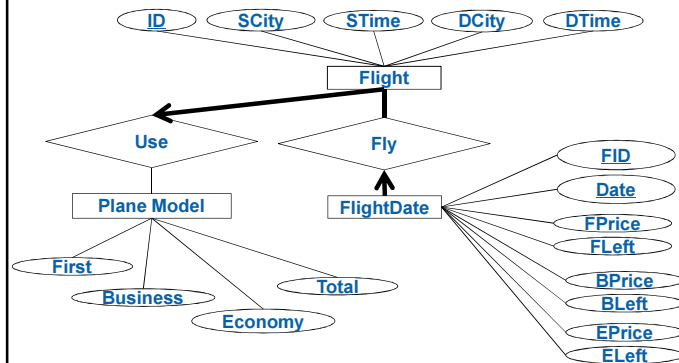 ID SCity STime DCity DTime
Flight
Use Fly
FID
Date
Plane Model FlightDate
FPrice
FLeft
First
Business
Economy
Total
BPrice
BLeft
EPrice
ELeft